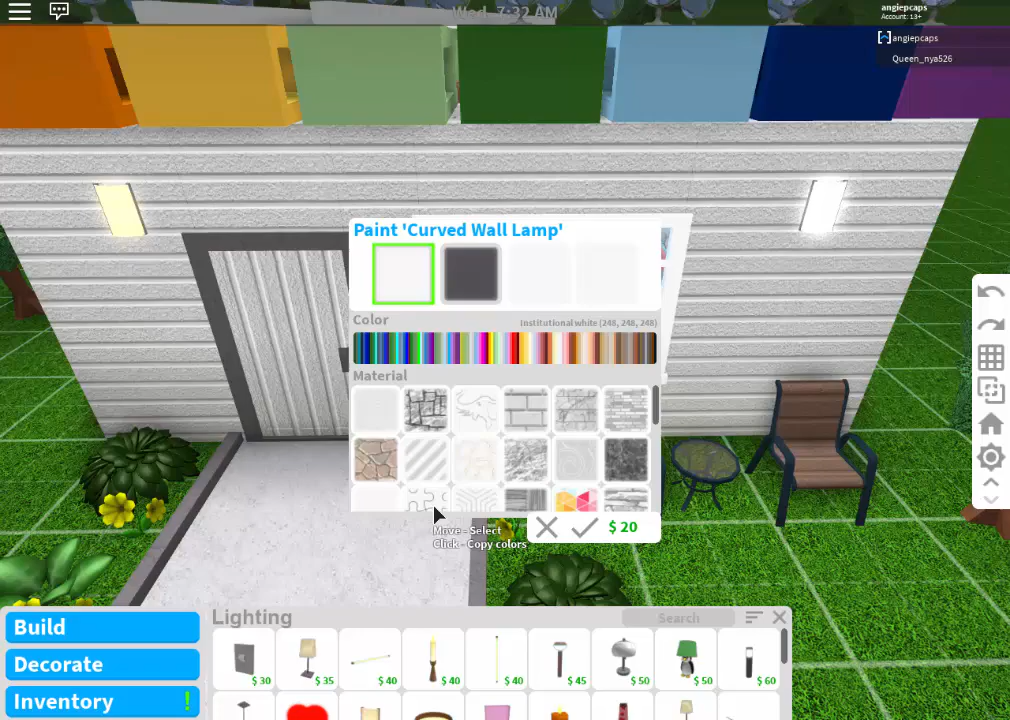 Wed, 7:32 AM
angiepcaps
Account: 13+
angiepcaps
Queen_nya526
Paint 'Curved Wall Lamp'
Color
Institutional white (248, 248, 248)
Material
Move - Select
Click - Copy colors
$ 20
Build
Decorate
Inventory !
Lighting
Search
$ 30
$ 35
$ 40
$ 40
$ 40
$ 45
$ 50
$ 50
$ 60